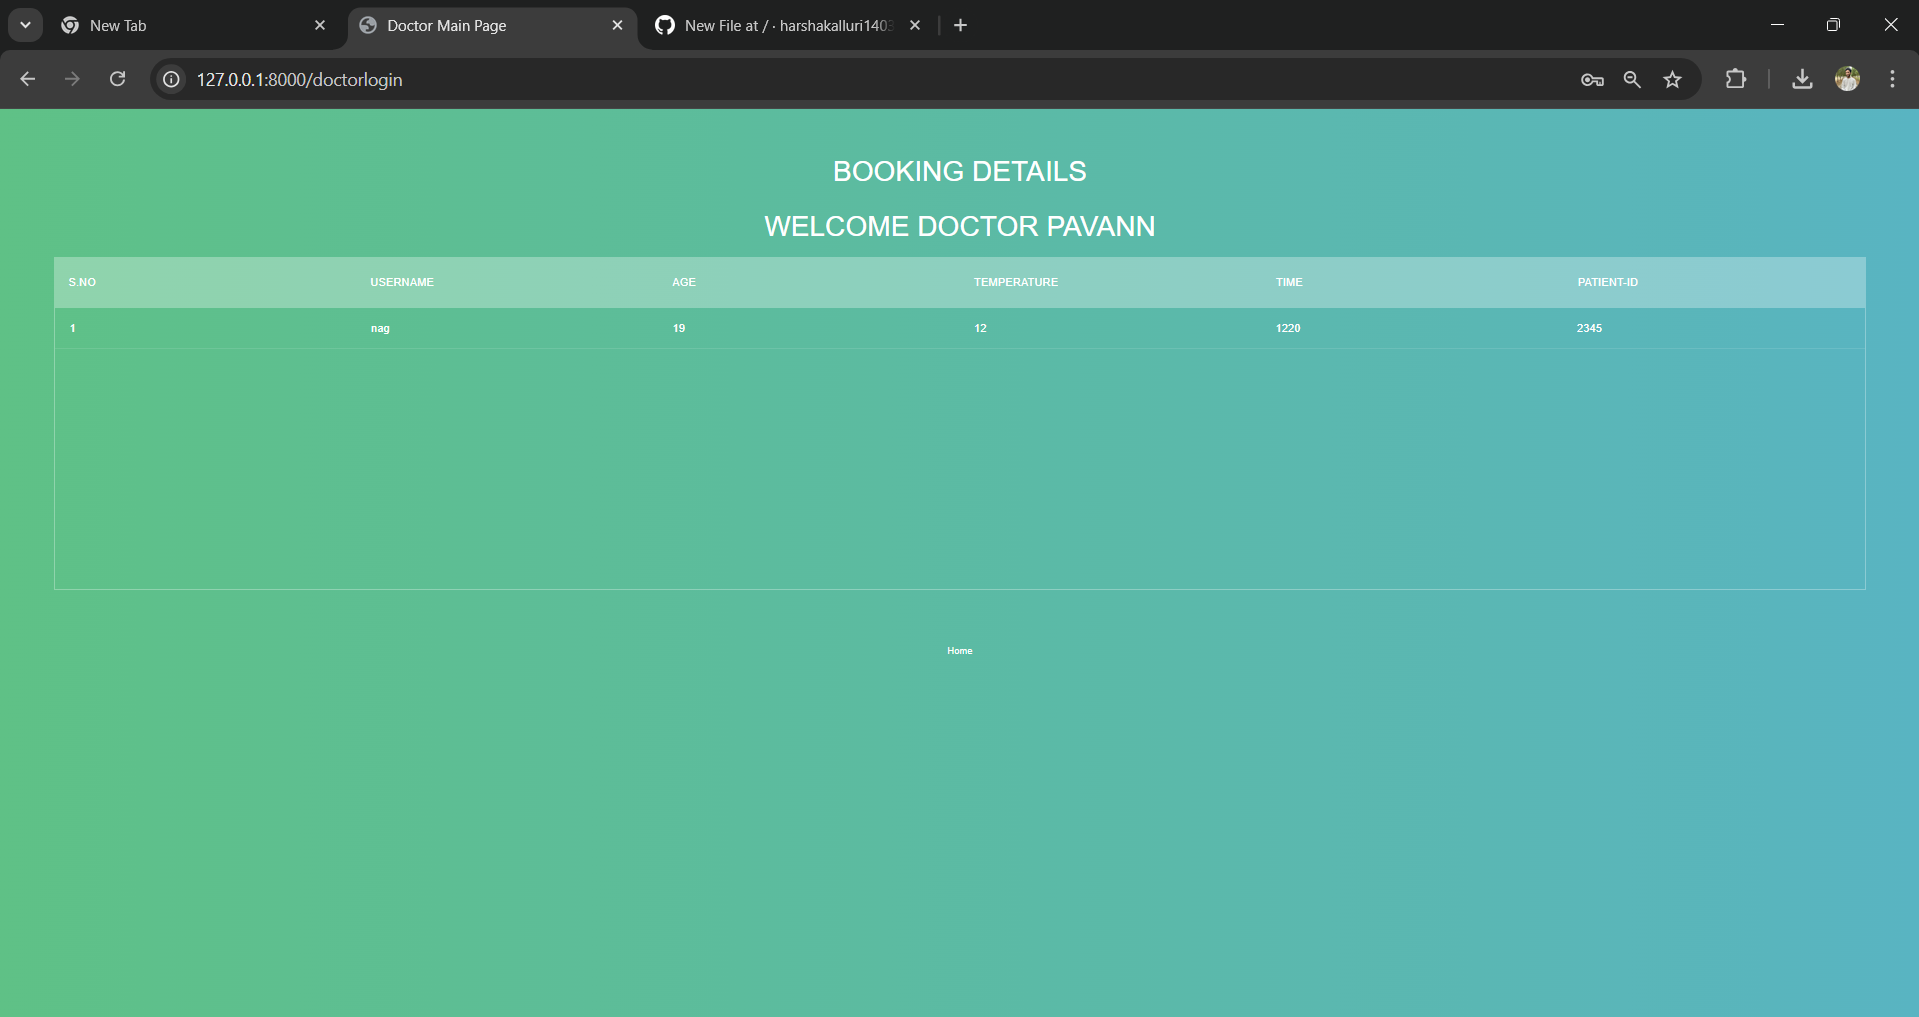 New Tab
Doctor Main Page
New File at / · harshakalluri1403
127.0.0.1:8000/doctorlogin
BOOKING DETAILS
WELCOME DOCTOR PAVANN
S.NO USERNAME AGE TEMPERATURE TIME PATIENT-ID
1 nag 19 12 1220 2345
Home